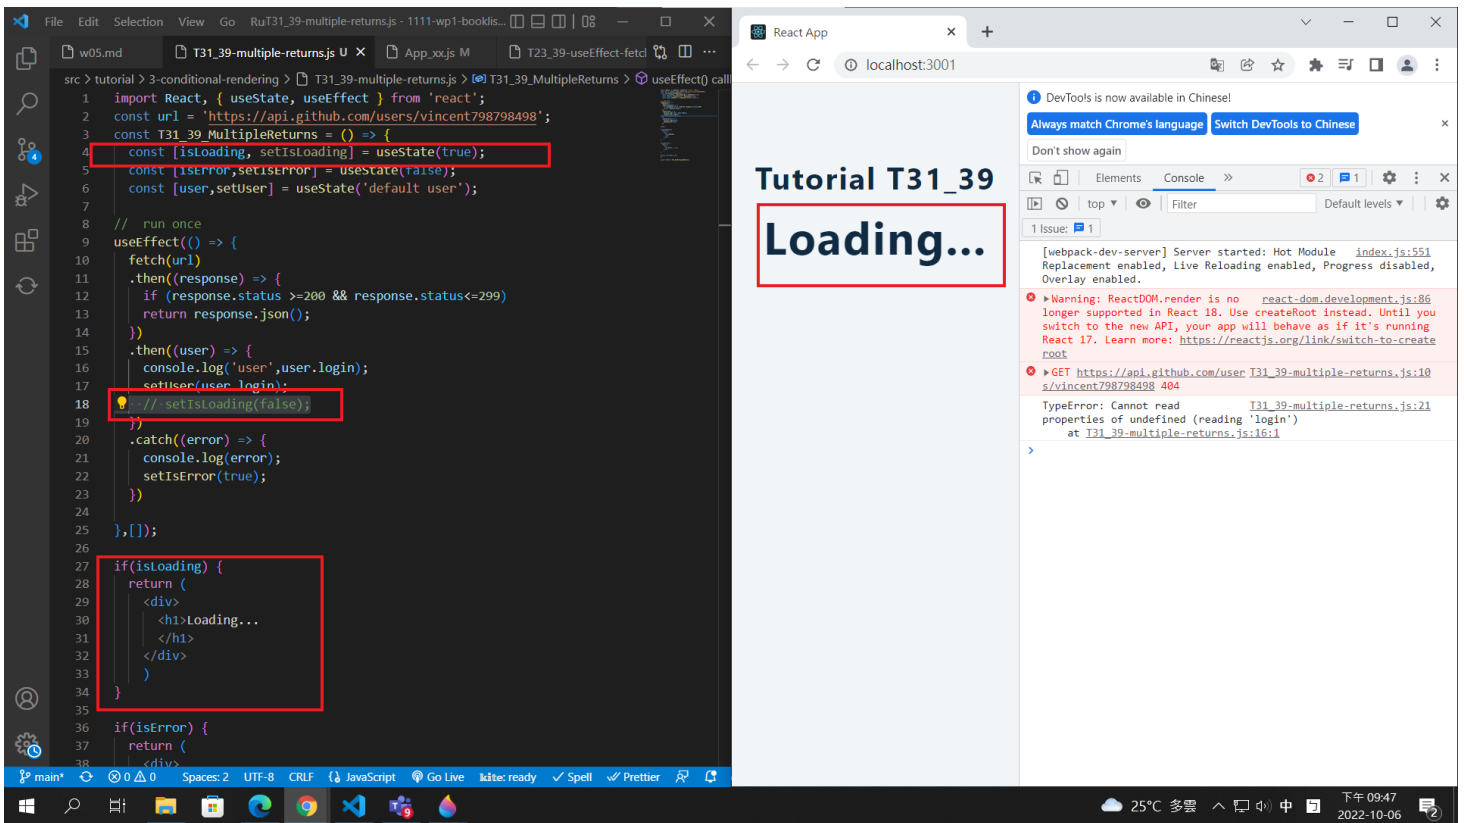 File Edit Selection View Go Ru T31_39-multiple-returns.js - 1111-wp1-booklis...
w05.md T31_39-multiple-returns.js U App_xx.js M T23_39-useEffect-fetch
src > tutorial > 3-conditional-rendering > T31_39-multiple-returns.js > T31_39_MultipleReturns > useEffect() call
1 import React, { useState, useEffect } from 'react';
2 const url = 'https://api.github.com/users/vincent798798498';
3 const T31_39_MultipleReturns = () => {
4 const [isLoading, setIsLoading] = useState(true);
5 const [isError,setIsError] = useState(false);
6 const [user,setUser] = useState('default user');
7
8 // run once
9 useEffect(() => {
10 fetch(url)
11 .then((response) => {
12 if (response.status >=200 && response.status<=299)
13 return response.json();
14 })
15 .then((user) => {
16 console.log('user',user.login);
17 setUser(user.login);
18 // setIsLoading(false);
19 })
20 .catch((error) => {
21 console.log(error);
22 setIsError(true);
23 })
24
25 },[]);
26
27 if(isLoading) {
28 return (
29 <div>
30 <h1>Loading...
31 </h1>
32 </div>
33 )
34 }
35
36 if(isError) {
37 return (
38 <div>
main* 0 0 Spaces: 2 UTF-8 CRLF JavaScript Go Live kite: ready Spell Prettier
4
React App
localhost:3001
Tutorial T31_39
Loading...
DevTools is now available in Chinese!
Always match Chrome's language Switch DevTools to Chinese
Don't show again
Elements Console 2 1
top Filter Default levels
1 Issue: 1
[webpack-dev-server] Server started: Hot Module index.js:551
Replacement enabled, Live Reloading enabled, Progress disabled,
Overlay enabled.
Warning: ReactDOM.render is no react-dom.development.js:86
longer supported in React 18. Use createRoot instead. Until you
switch to the new API, your app will behave as if it's running
React 17. Learn more: https://reactjs.org/link/switch-to-create
root
GET https://api.github.com/user T31_39-multiple-returns.js:10
s/vincent798798498 404
TypeError: Cannot read T31_39-multiple-returns.js:21
properties of undefined (reading 'login')
at T31_39-multiple-returns.js:16:1
9
25°C 多雲 中 下午 09:47
2022-10-06
2